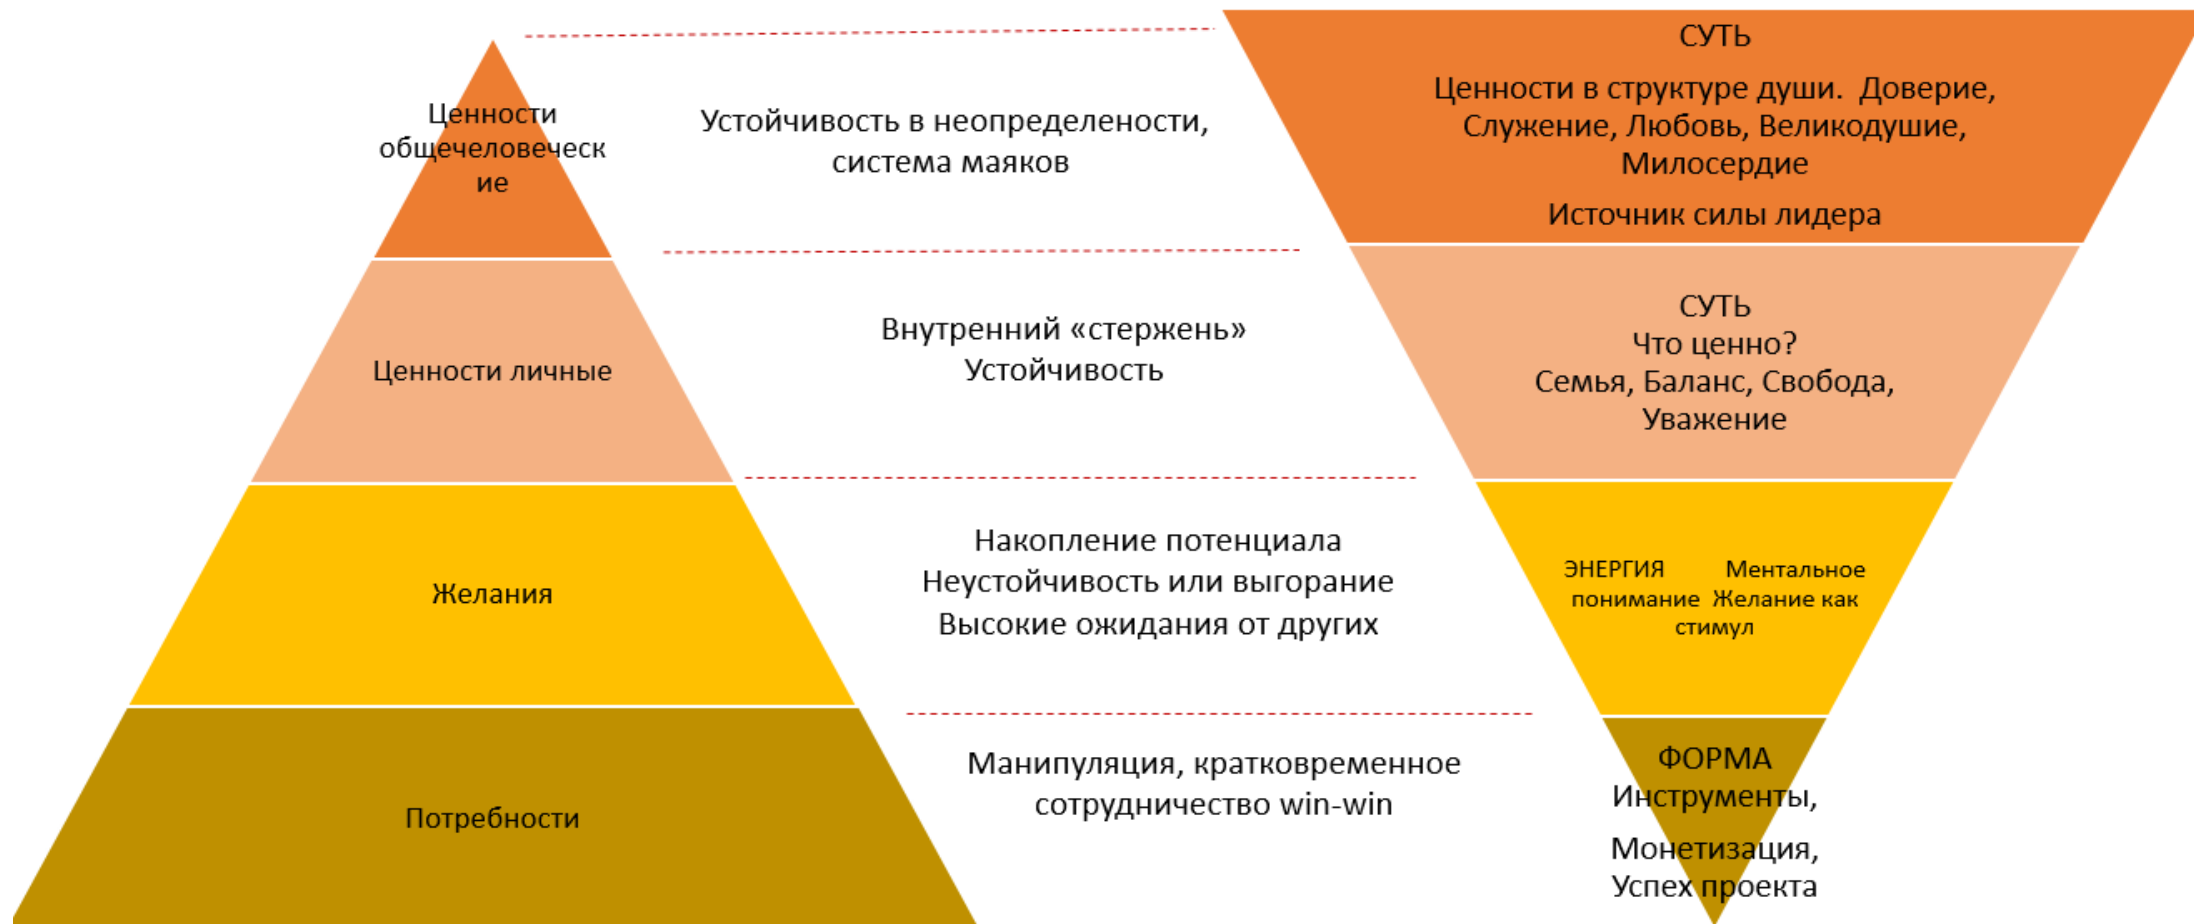 Ценности
общечеловеческ
ие
Ценности личные
Желания
Потребности
Устойчивость в неопределености,
система маяков
Внутренний «стержень»
Устойчивость
Накопление потенциала
Неустойчивость или выгорание
Высокие ожидания от других
Манипуляция, кратковременное
сотрудничество win-win
СУТЬ
Ценности в структуре души.  Доверие,
Служение, Любовь, Великодушие,
Милосердие
Источник силы лидера
СУТЬ
Что ценно?
Семья, Баланс, Свобода,
Уважение
ЭНЕРГИЯ Ментальное
понимание Желание как
стимул
ФОРМА
Инструменты,
Монетизация,
Успех проекта